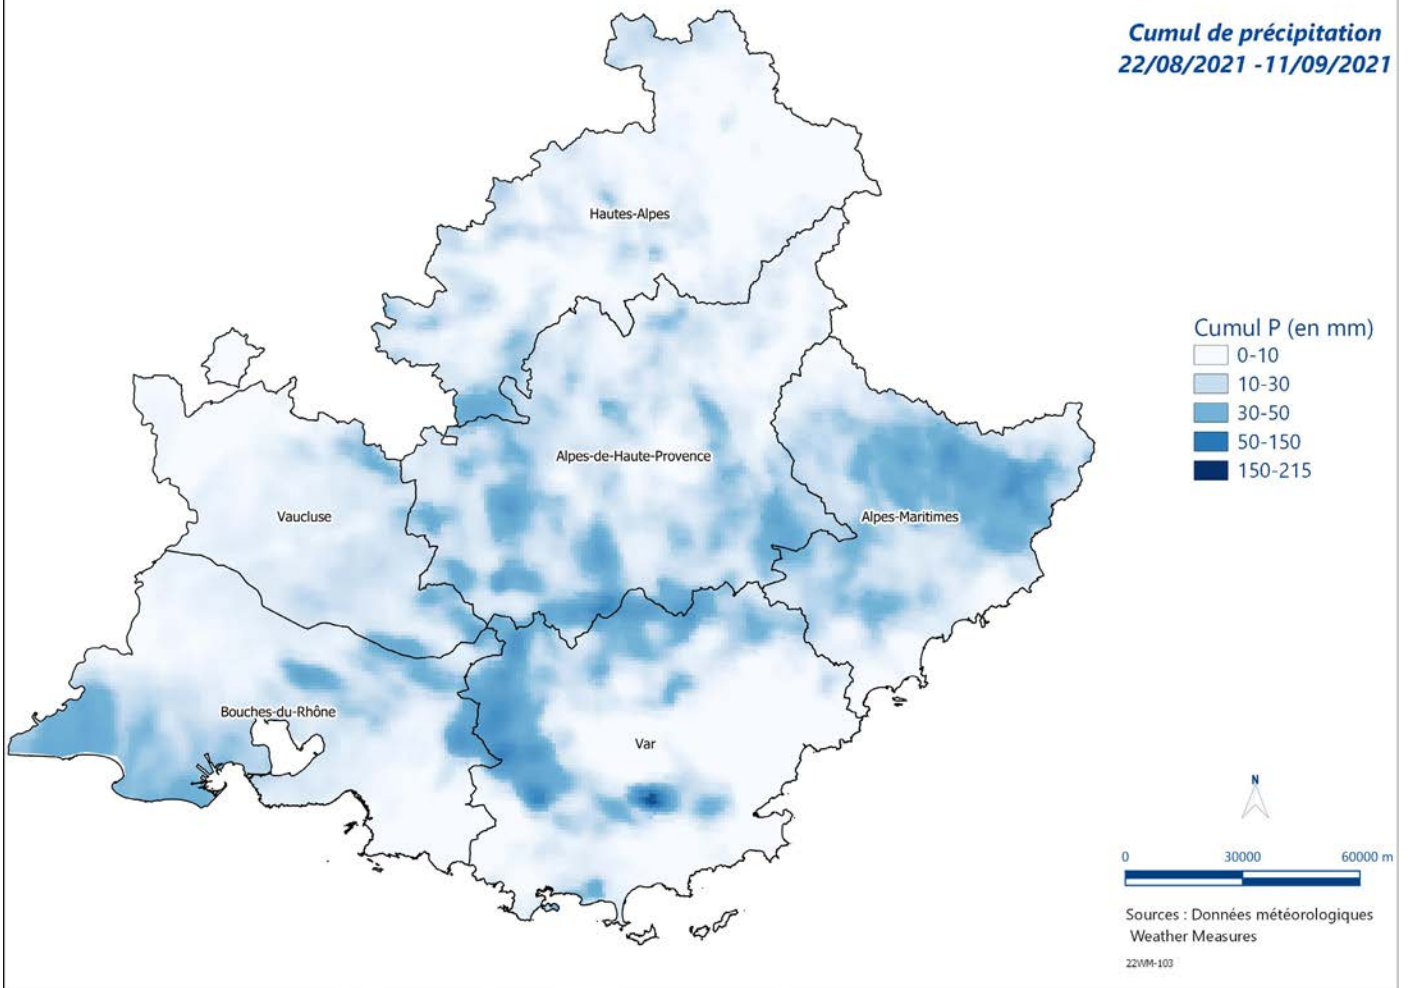 Cumul de précipitation
22/08/2021 -11/09/2021
Hautes-Alpes
Cumul P (en mm)
0-10
10-30
30-50
50-150
150-215
Alpes-de-Haute-Provence
Vaucluse
Alpes-Maritimes
Bouches-du-Rhône
Var
N
0 30000 60000 m
Sources : Données météorologiques
Weather Measures
22WM-103